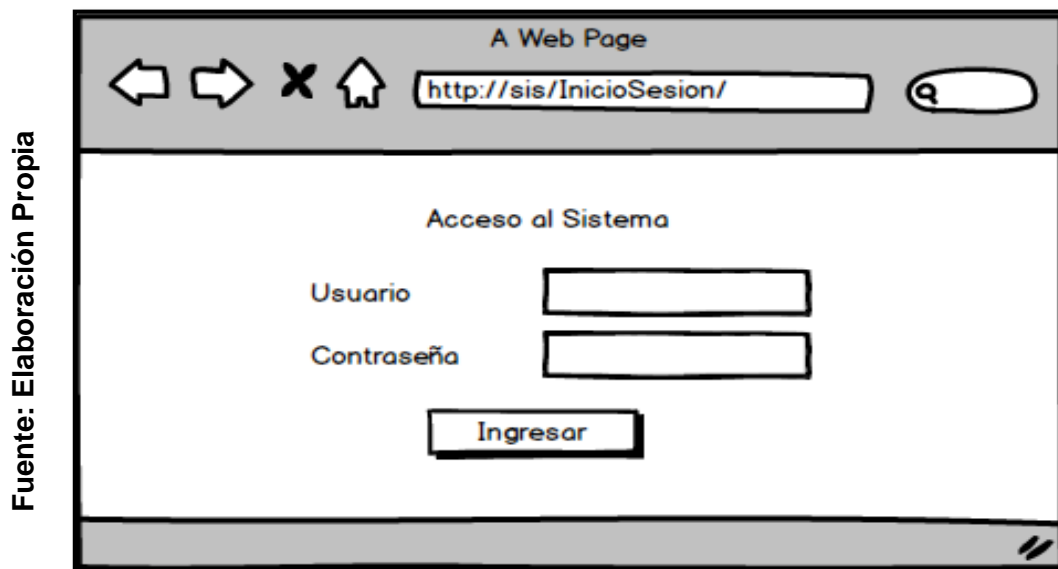 A Web Page
http://sis/InicioSesion/
Acceso al Sistema
Usuario
Contraseña
Ingresar
Fuente: Elaboración Propia